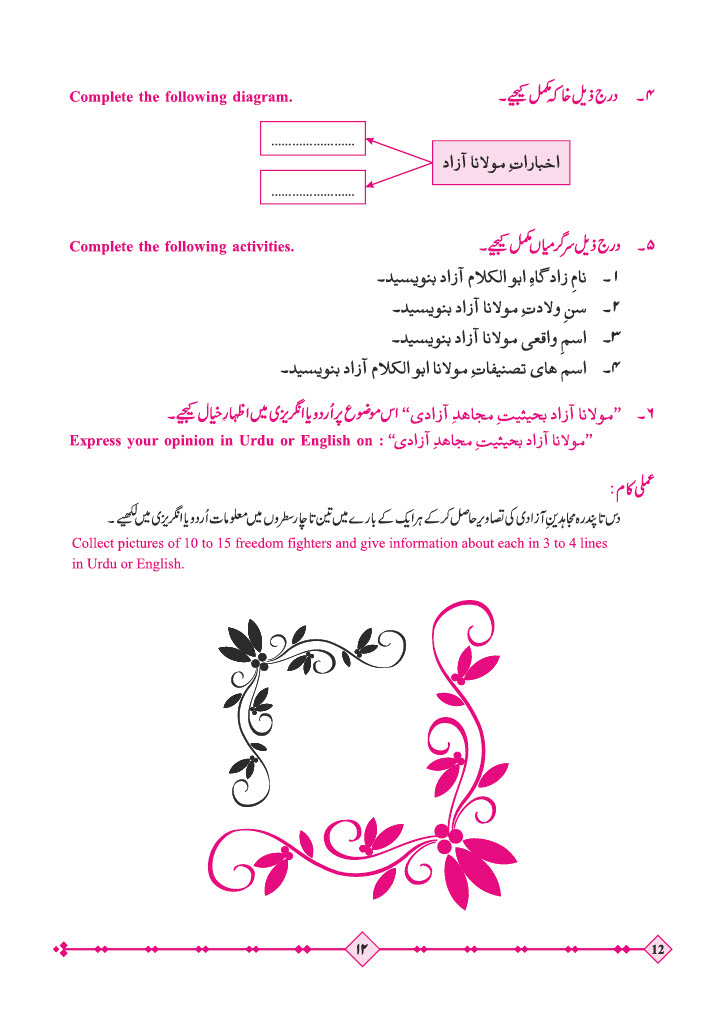 ۴۔ درج ذیل خاکہ مکمل کیجیے۔ Complete the following diagram.
اخباراتِ مولانا آزاد
........................
........................
۵۔ درج ذیل سرگرمیاں مکمل کیجیے۔ Complete the following activities.
۱۔ نامِ زادگاہِ ابو الکلام آزاد بنویسید۔
۲۔ سنِ ولادتِ مولانا آزاد بنویسید۔
۳۔ اسمِ واقعی مولانا آزاد بنویسید۔
۴۔ اسم های تصنیفاتِ مولانا ابو الکلام آزاد بنویسید۔
۶۔ ”مولانا آزاد بحیثیتِ مجاهدِ آزادی“ اس موضوع پر اُردو یا انگریزی میں اظہارِ خیال کیجیے۔
Express your opinion in Urdu or English on : ”مولانا آزاد بحیثیتِ مجاهدِ آزادی“
عملی کام:
دس تا پندرہ مجاہدینِ آزادی کی تصاویر حاصل کر کے ہر ایک کے بارے میں تین تا چار سطروں میں معلومات اُردو یا انگریزی میں لکھیے ۔
Collect pictures of 10 to 15 freedom fighters and give information about each in 3 to 4 lines
in Urdu or English.
۱۲
12